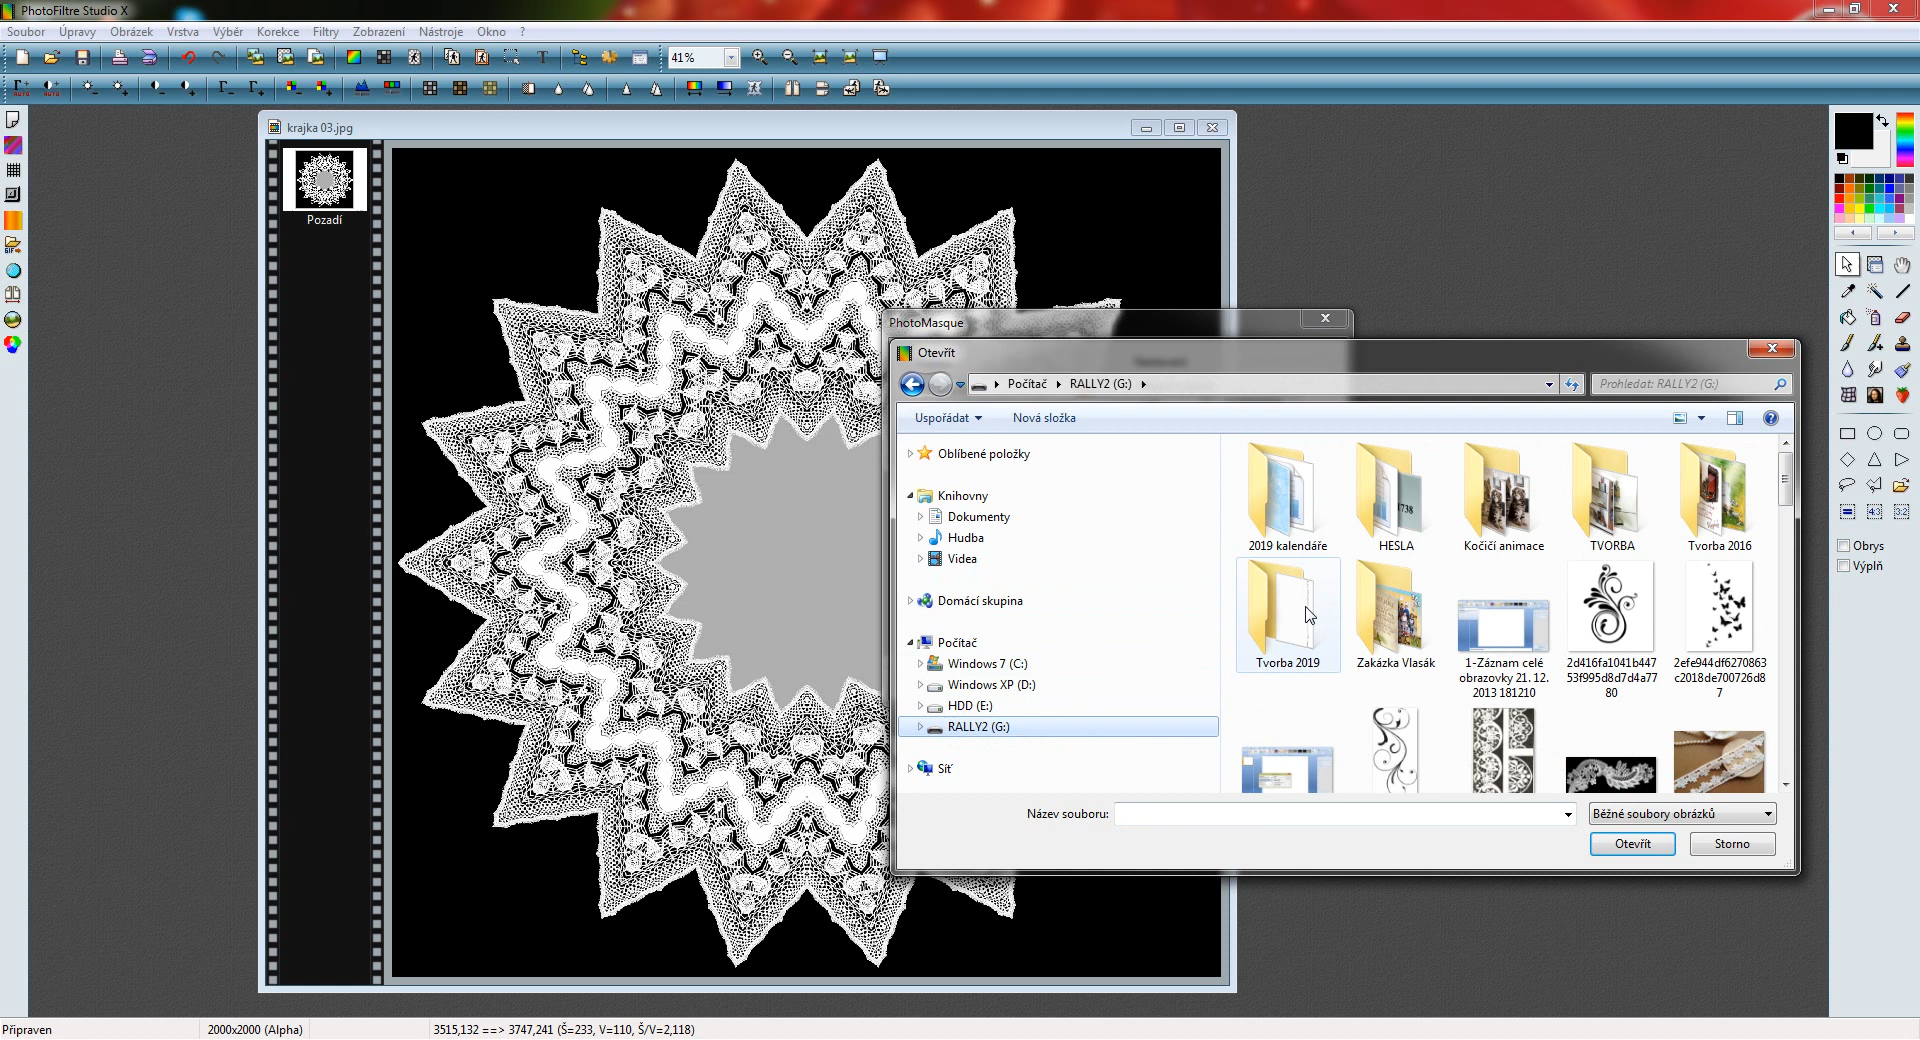 PhotoFiltre Studio X
Soubor Úpravy Obrázek Vrstva Výběr Korekce Filtry Zobrazení Nástroje Okno ?
41%
krajka 03.jpg
Pozadí
PhotoMasque
Otevřít
Počítač RALLY2 (G:)
Prohledat: RALLY2 (G:)
Uspořádat Nová složka
Oblíbené položky
Knihovny
Dokumenty
Hudba
Videa
Domácí skupina
Počítač
Windows 7 (C:)
Windows XP (D:)
HDD (E:)
RALLY2 (G:)
Síť
2019 kalendáře
HESLA
Kočičí animace
TVORBA
Tvorba 2016
Tvorba 2019
Zakázka Vlasák
1-Záznam celé
obrazovky 21. 12.
2013 181210
2d416fa1041b447
53f995d8d7d4a77
80
2efe944df6270863
c2018de700726d8
7
Název souboru:
Běžné soubory obrázků
Otevřít
Storno
Obrys
Výplň
Připraven
2000x2000 (Alpha)
3515,132 ==> 3747,241 (Š=233, V=110, Š/V=2,118)